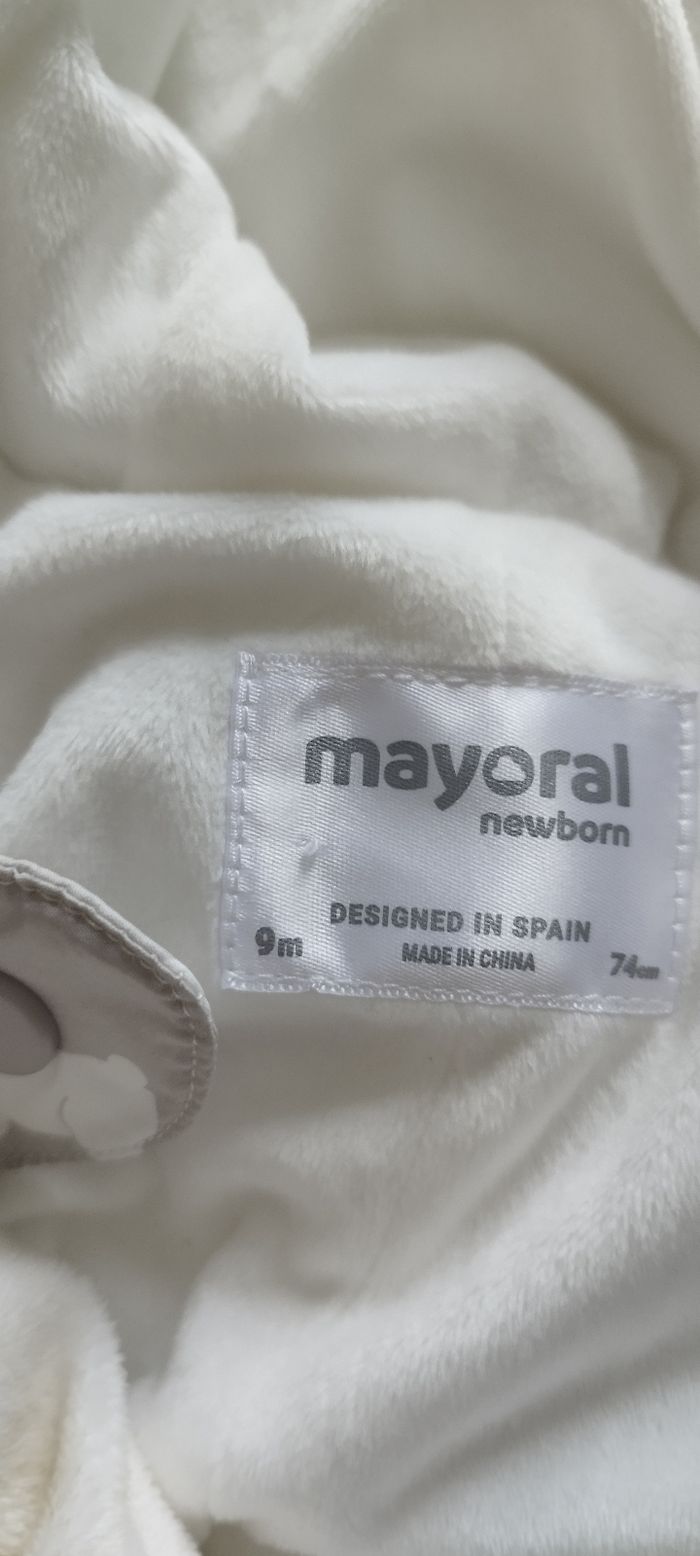 mayoral
newborn
DESIGNED IN SPAIN
9m MADE IN CHINA 74cm